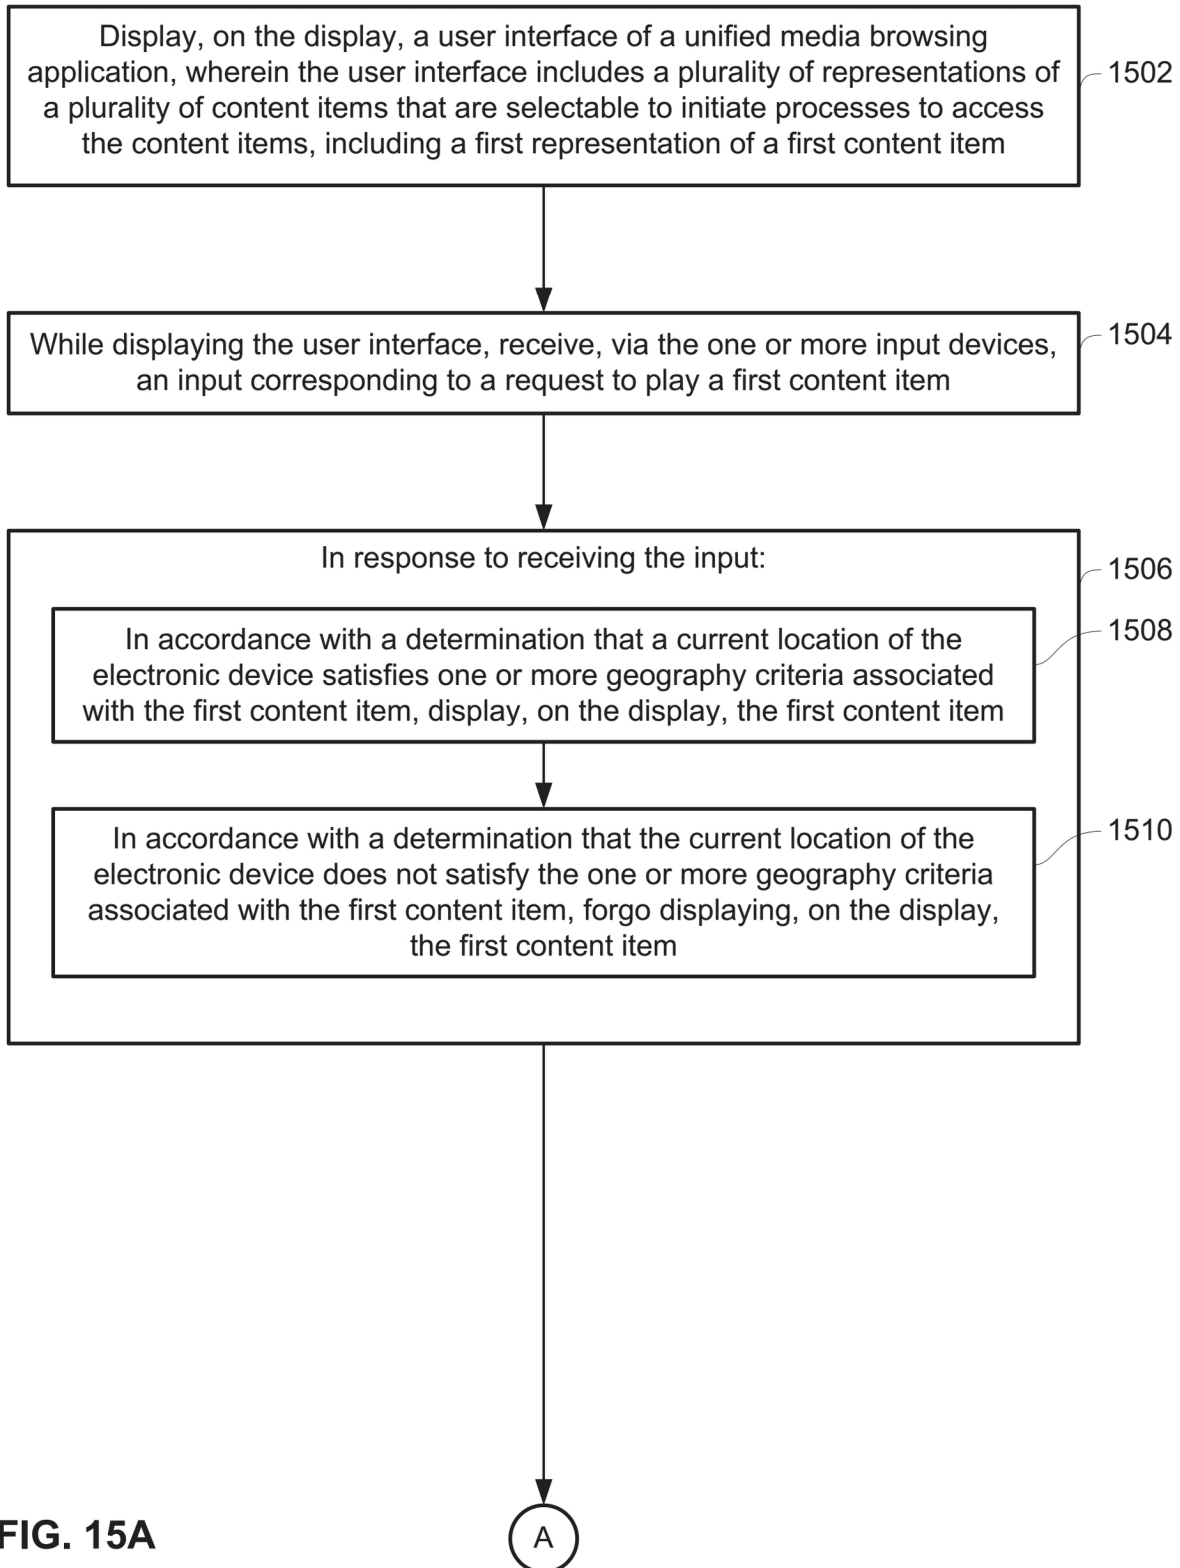 Display, on the display, a user interface of a unified media browsing
application, wherein the user interface includes a plurality of representations of
a plurality of content items that are selectable to initiate processes to access
the content items, including a first representation of a first content item
1502
While displaying the user interface, receive, via the one or more input devices,
an input corresponding to a request to play a first content item
1504
In response to receiving the input:
1506
In accordance with a determination that a current location of the
electronic device satisfies one or more geography criteria associated
with the first content item, display, on the display, the first content item
1508
In accordance with a determination that the current location of the
electronic device does not satisfy the one or more geography criteria
associated with the first content item, forgo displaying, on the display,
the first content item
1510
FIG. 15A
A